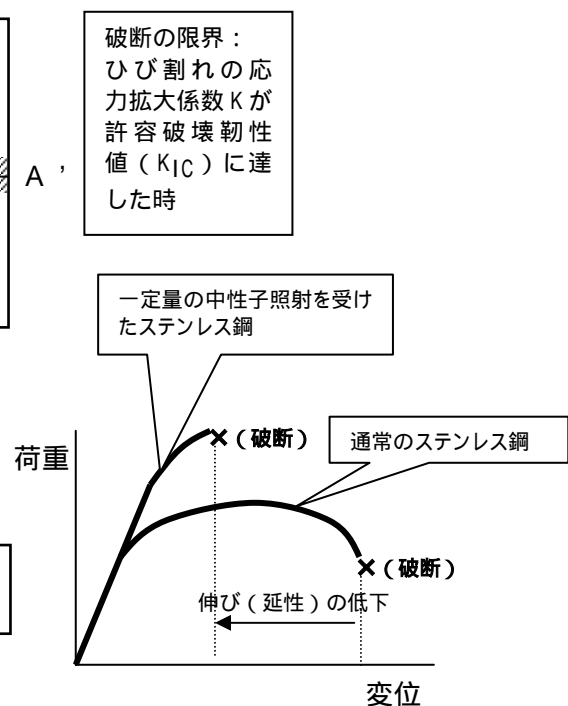 破断の限界：
ひび割れの応
力拡大係数 K が
許容破壊靭性
値（KIC）に達
した時
A '
一定量の中性子照射を受け
たステンレス鋼
荷重
×（破断）
通常のステンレス鋼
×（破断）
伸び（延性）の低下
変位